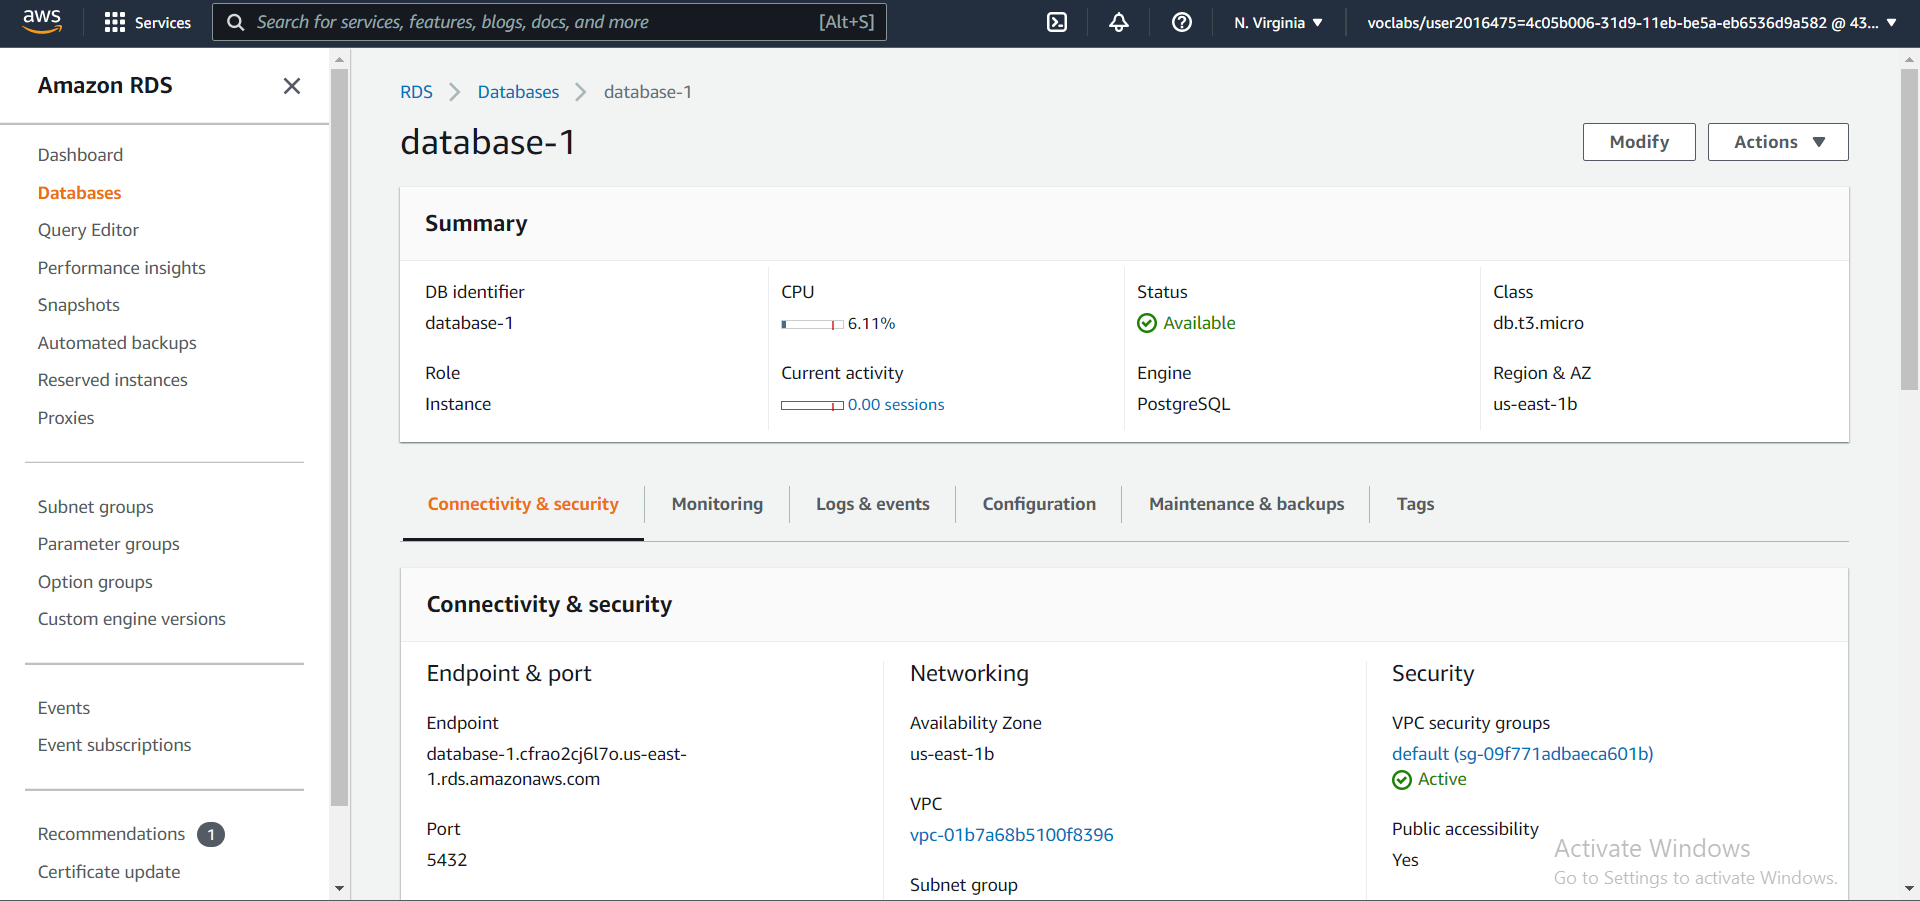 aws
Services
Search for services, features, blogs, docs, and more
[Alt+S]
N. Virginia
voclabs/user2016475=4c05b006-31d9-11eb-be5a-eb6536d9a582 @ 43...
Amazon RDS
Dashboard
Databases
Query Editor
Performance insights
Snapshots
Automated backups
Reserved instances
Proxies
Subnet groups
Parameter groups
Option groups
Custom engine versions
Events
Event subscriptions
Recommendations 1
Certificate update
RDS > Databases > database-1
database-1
Modify
Actions
Summary
DB identifier
database-1
CPU
6.11%
Status
Available
Class
db.t3.micro
Role
Instance
Current activity
0.00 sessions
Engine
PostgreSQL
Region & AZ
us-east-1b
Connectivity & security
Monitoring
Logs & events
Configuration
Maintenance & backups
Tags
Connectivity & security
Endpoint & port
Endpoint
database-1.cfrao2cj6l7o.us-east-
1.rds.amazonaws.com
Port
5432
Networking
Availability Zone
us-east-1b
VPC
vpc-01b7a68b5100f8396
Subnet group
Security
VPC security groups
default (sg-09f771adbaeca601b)
Active
Public accessibility
Yes
Activate Windows
Go to Settings to activate Windows.